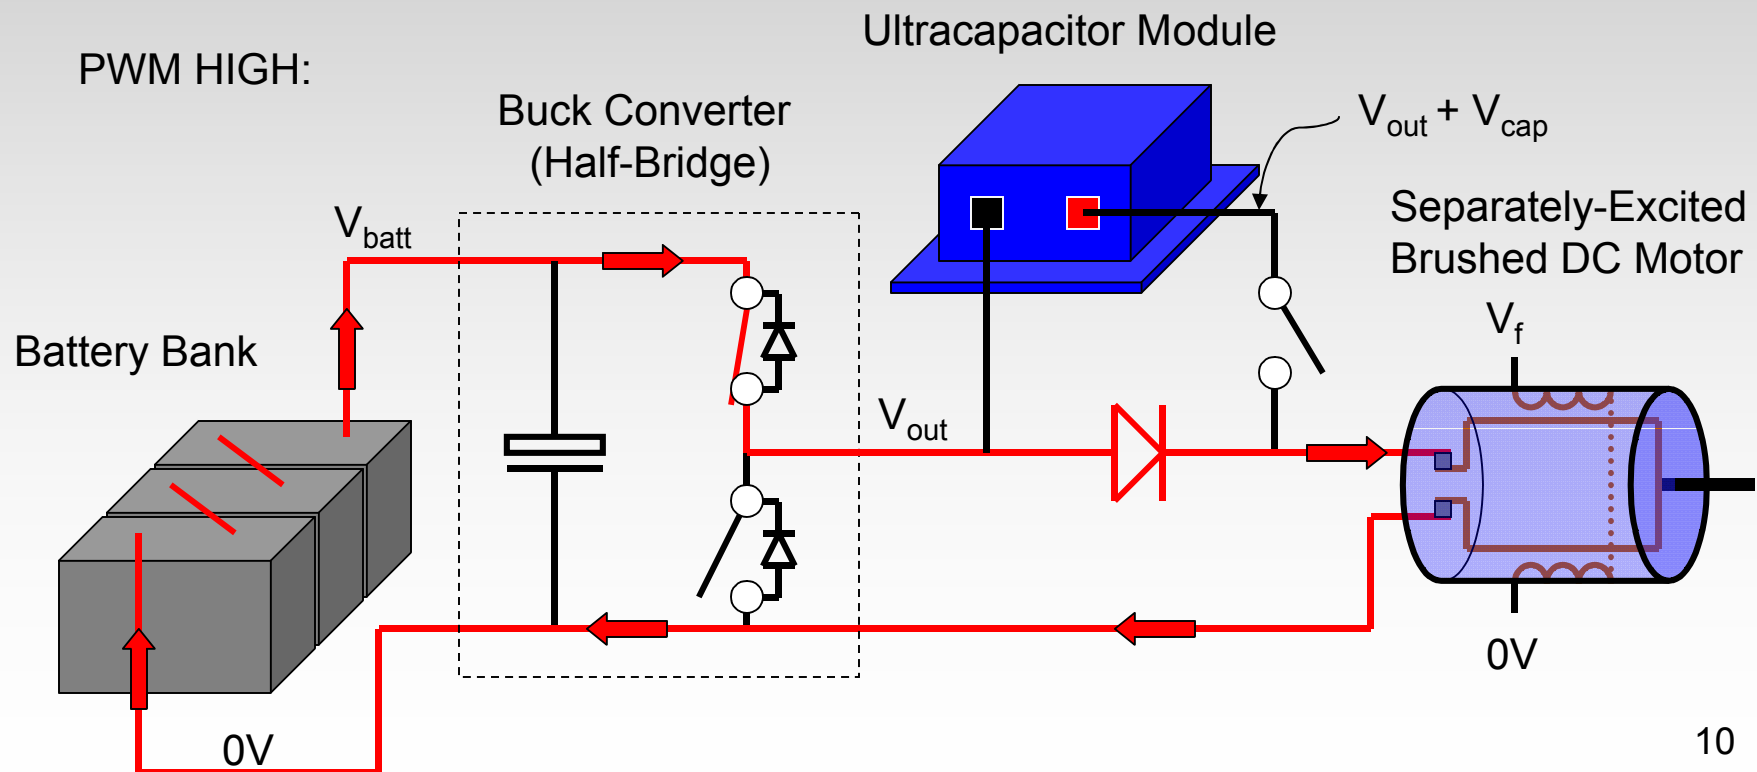 PWM HIGH:
Ultracapacitor Module
Buck Converter
(Half-Bridge)
Vout + Vcap
Separately-Excited
Brushed DC Motor
Vbatt
Vf
Battery Bank
Vout
0V
0V
10